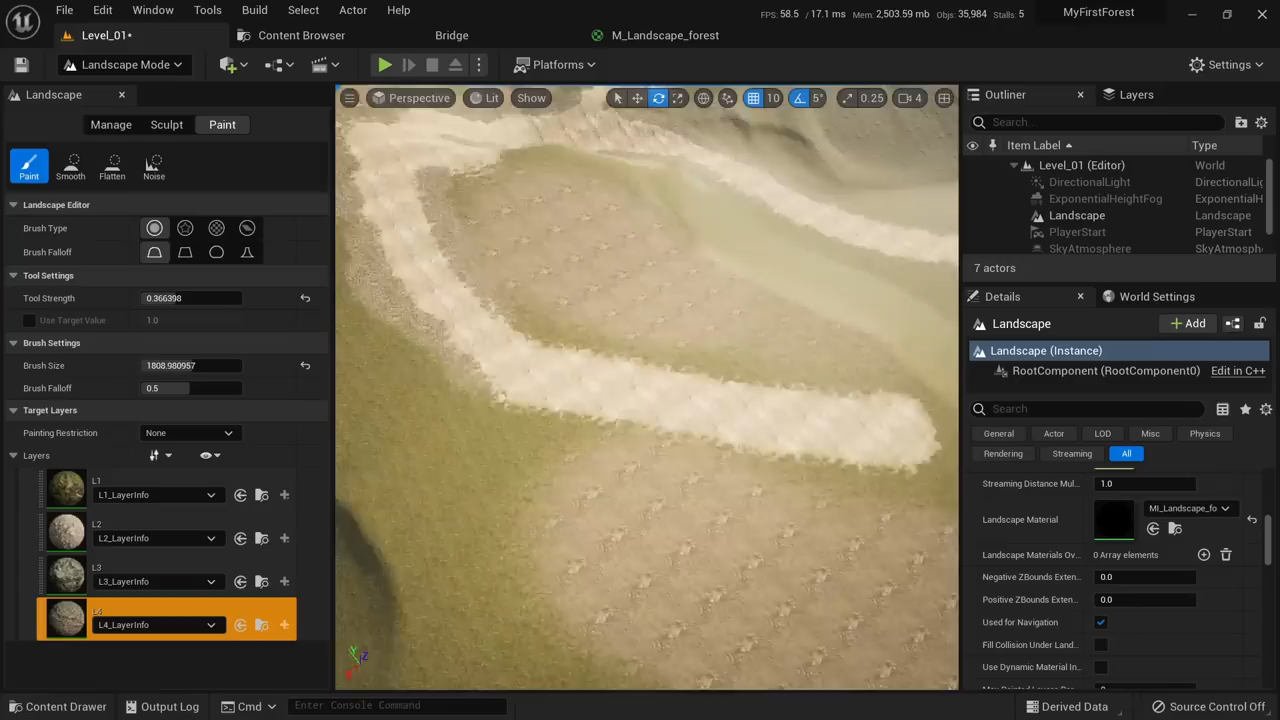 File Edit Window Tools Build Select Actor Help
FPS: 58.5 / 17.1 ms Mem: 2,503.59 mb Objs: 35,984 Stalls: 5
MyFirstForest
Level_01•
Content Browser
Bridge
M_Landscape_forest
Landscape Mode
Platforms
Settings
Landscape
Perspective
Lit
Show
10
5°
0.25
4
Outliner
Layers
Manage
Sculpt
Paint
Search...
Item Label
Type
Paint
Smooth
Flatten
Noise
Level_01 (Editor)
World
DirectionalLight
DirectionalLig
ExponentialHeightFog
ExponentialH
Landscape
Landscape
PlayerStart
PlayerStart
SkyAtmosphere
SkyAtmosph
7 actors
Landscape Editor
Brush Type
Brush Falloff
Tool Settings
Tool Strength
0.366398
Use Target Value
1.0
Brush Settings
Brush Size
1808.980957
Brush Falloff
0.5
Target Layers
Painting Restriction
None
Layers
L1
L1_LayerInfo
L2
L2_LayerInfo
L3
L3_LayerInfo
L4
L4_LayerInfo
Details
World Settings
Landscape
Add
Landscape (Instance)
RootComponent (RootComponent0)
Edit in C++
Search
General
Actor
LOD
Misc
Physics
Rendering
Streaming
All
Streaming Distance Mul...
1.0
Landscape Material
MI_Landscape_fo
Landscape Materials Ov...
0 Array elements
Negative ZBounds Exten...
0.0
Positive ZBounds Exten...
0.0
Used for Navigation
Fill Collision Under Land...
Use Dynamic Material In...
Y
Z
Content Drawer
Output Log
Cmd
Enter Console Command
Derived Data
Source Control Off